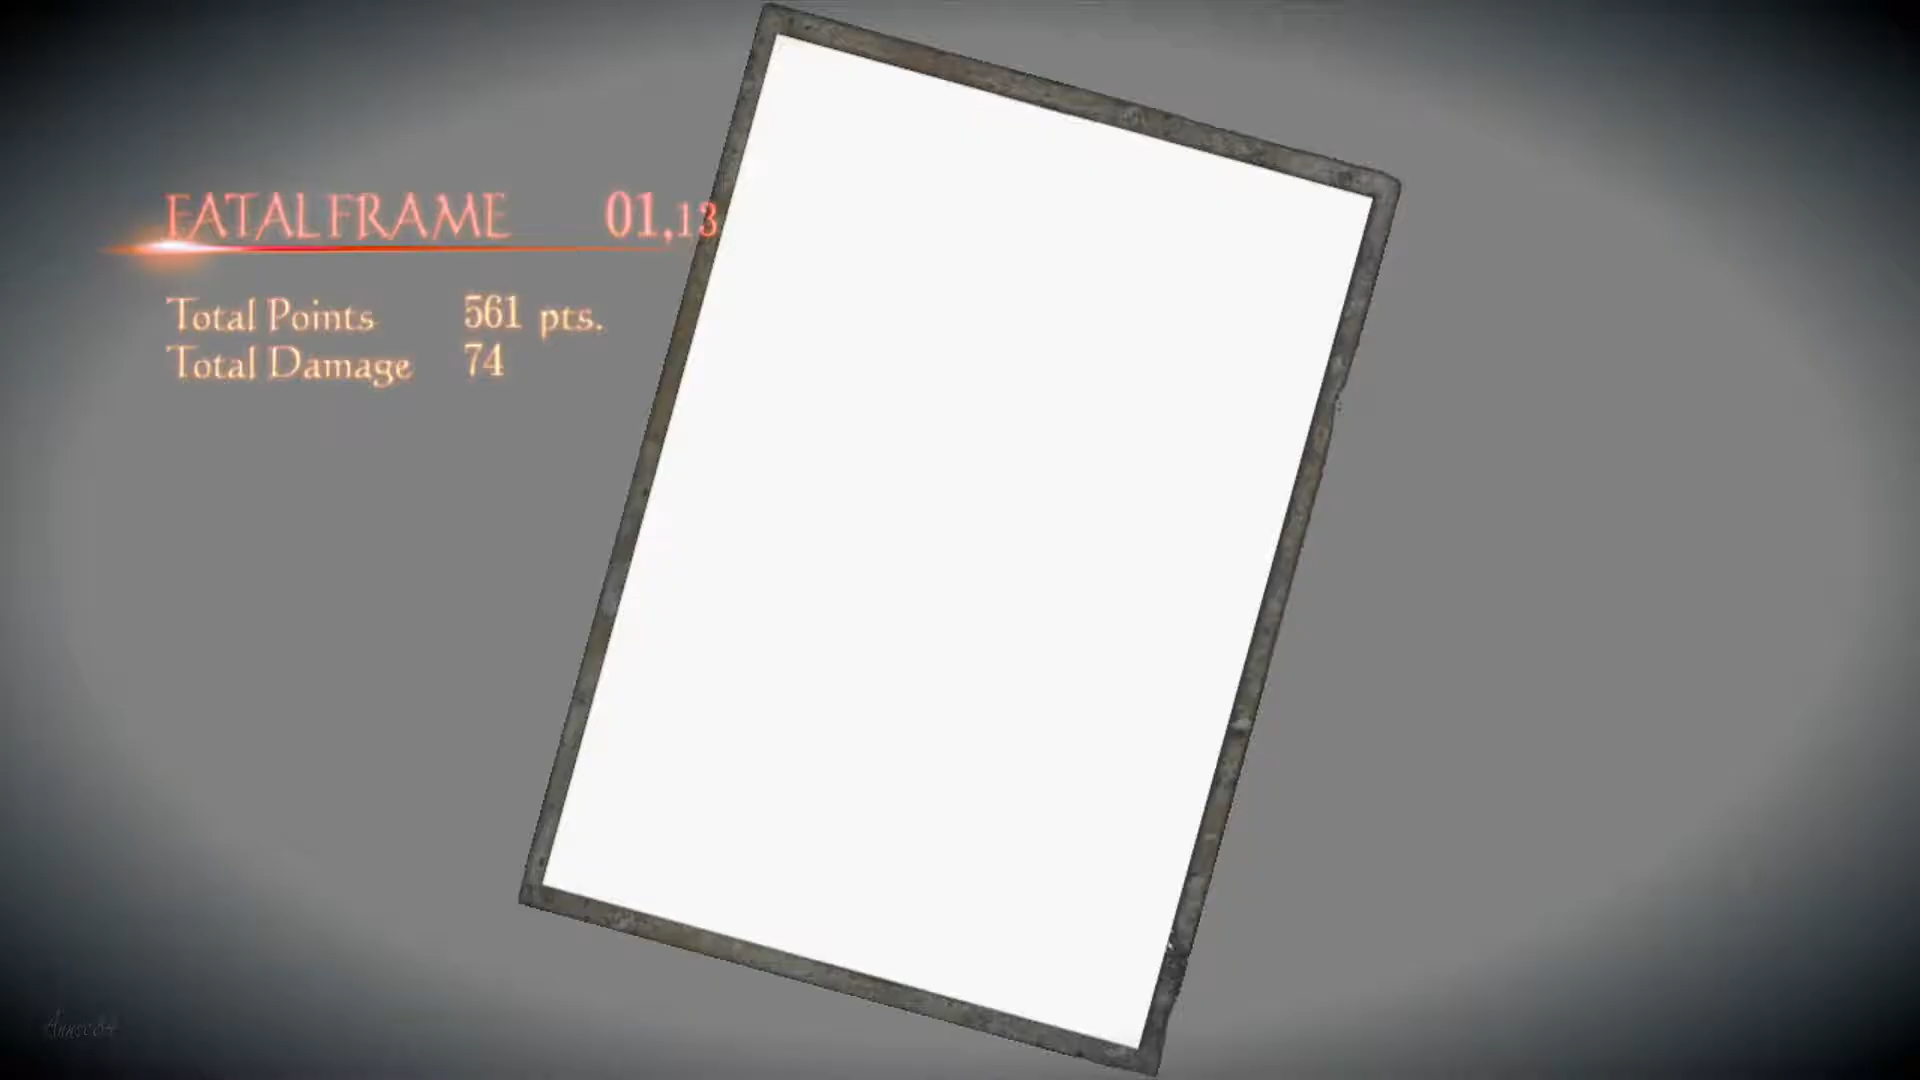 FATAL FRAME 01,13
Total Points 561 pts.
Total Damage 74